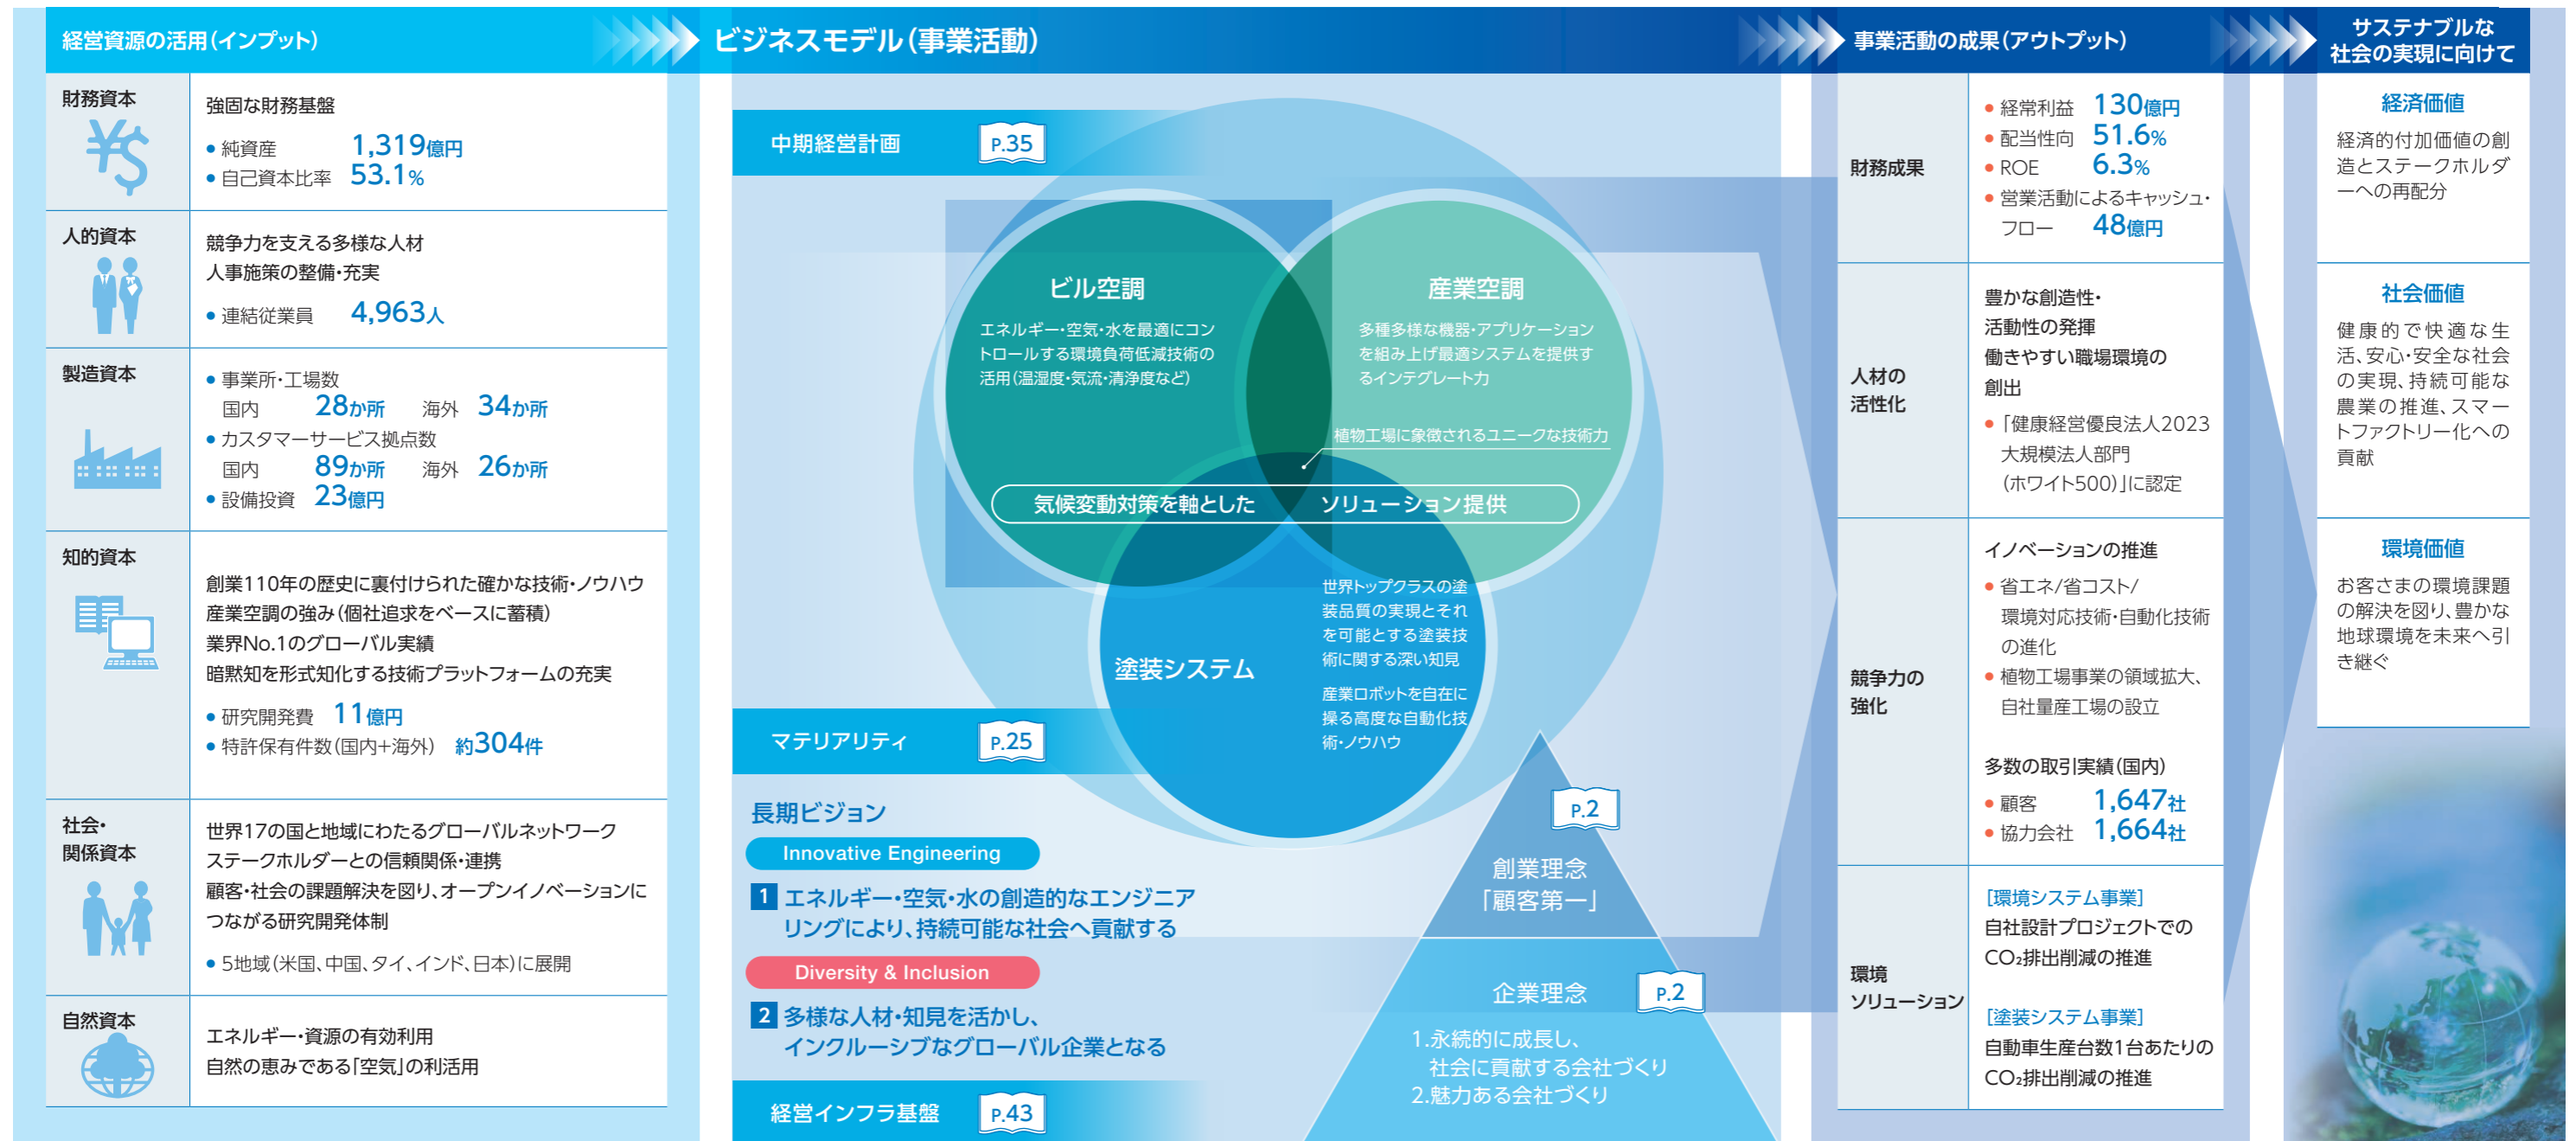 経営資源の活用（インプット）
財務資本
強固な財務基盤
● 純資産 1,319億円
● 自己資本比率 53.1%
人的資本
競争力を支える多様な人材
人事施策の整備・充実
● 連結従業員 4,963人
製造資本
● 事業所・工場数
国内 28か所 海外 34か所
● カスタマーサービス拠点数
国内 89か所 海外 26か所
● 設備投資 23億円
知的資本
創業110年の歴史に裏付けられた確かな技術・ノウハウ
産業空調の強み（個社追求をベースに蓄積）
業界No.1のグローバル実績
暗黙知を形式知化する技術プラットフォームの充実
● 研究開発費 11億円
● 特許保有件数（国内+海外） 約304件
社会・
関係資本
世界17の国と地域にわたるグローバルネットワーク
ステークホルダーとの信頼関係・連携
顧客・社会の課題解決を図り、オープンイノベーションに
つながる研究開発体制
● 5地域（米国、中国、タイ、インド、日本）に展開
自然資本
エネルギー・資源の有効利用
自然の恵みである「空気」の利活用
ビジネスモデル（事業活動）
中期経営計画 P.35
ビル空調
エネルギー・空気・水を最適にコン
トロールする環境負荷低減技術の
活用（温湿度・気流・清浄度など）
産業空調
多種多様な機器・アプリケーション
を組み上げ最適システムを提供す
るインテグレート力
植物工場に象徴されるユニークな技術力
気候変動対策を軸とした ソリューション提供
塗装システム
世界トップクラスの塗
装品質の実現とそれ
を可能とする塗装技
術に関する深い知見
産業ロボットを自在に
操る高度な自動化技
術・ノウハウ
マテリアリティ P.25
長期ビジョン
Innovative Engineering
1 エネルギー・空気・水の創造的なエンジニア
リングにより、持続可能な社会へ貢献する
Diversity & Inclusion
2 多様な人材・知見を活かし、
インクルーシブなグローバル企業となる
経営インフラ基盤 P.43
P.2
創業理念
「顧客第一」
企業理念 P.2
1.永続的に成長し、
社会に貢献する会社づくり
2.魅力ある会社づくり
事業活動の成果（アウトプット）
財務成果
● 経常利益 130億円
● 配当性向 51.6%
● ROE 6.3%
● 営業活動によるキャッシュ・
フロー 48億円
人材の
活性化
豊かな創造性・
活動性の発揮
働きやすい職場環境の
創出
● 「健康経営優良法人2023
大規模法人部門
（ホワイト500）」に認定
競争力の
強化
イノベーションの推進
● 省エネ/省コスト/
環境対応技術・自動化技術
の進化
● 植物工場事業の領域拡大、
自社量産工場の設立
多数の取引実績（国内）
● 顧客 1,647社
● 協力会社 1,664社
環境
ソリューション
［環境システム事業］
自社設計プロジェクトでの
CO₂排出削減の推進
［塗装システム事業］
自動車生産台数1台あたりの
CO₂排出削減の推進
サステナブルな
社会の実現に向けて
経済価値
経済的付加価値の創
造とステークホルダ
ーへの再配分
社会価値
健康的で快適な生
活、安心・安全な社会
の実現、持続可能な
農業の推進、スマー
トファクトリー化への
貢献
環境価値
お客さまの環境課題
の解決を図り、豊かな
地球環境を未来へ引
き継ぐ